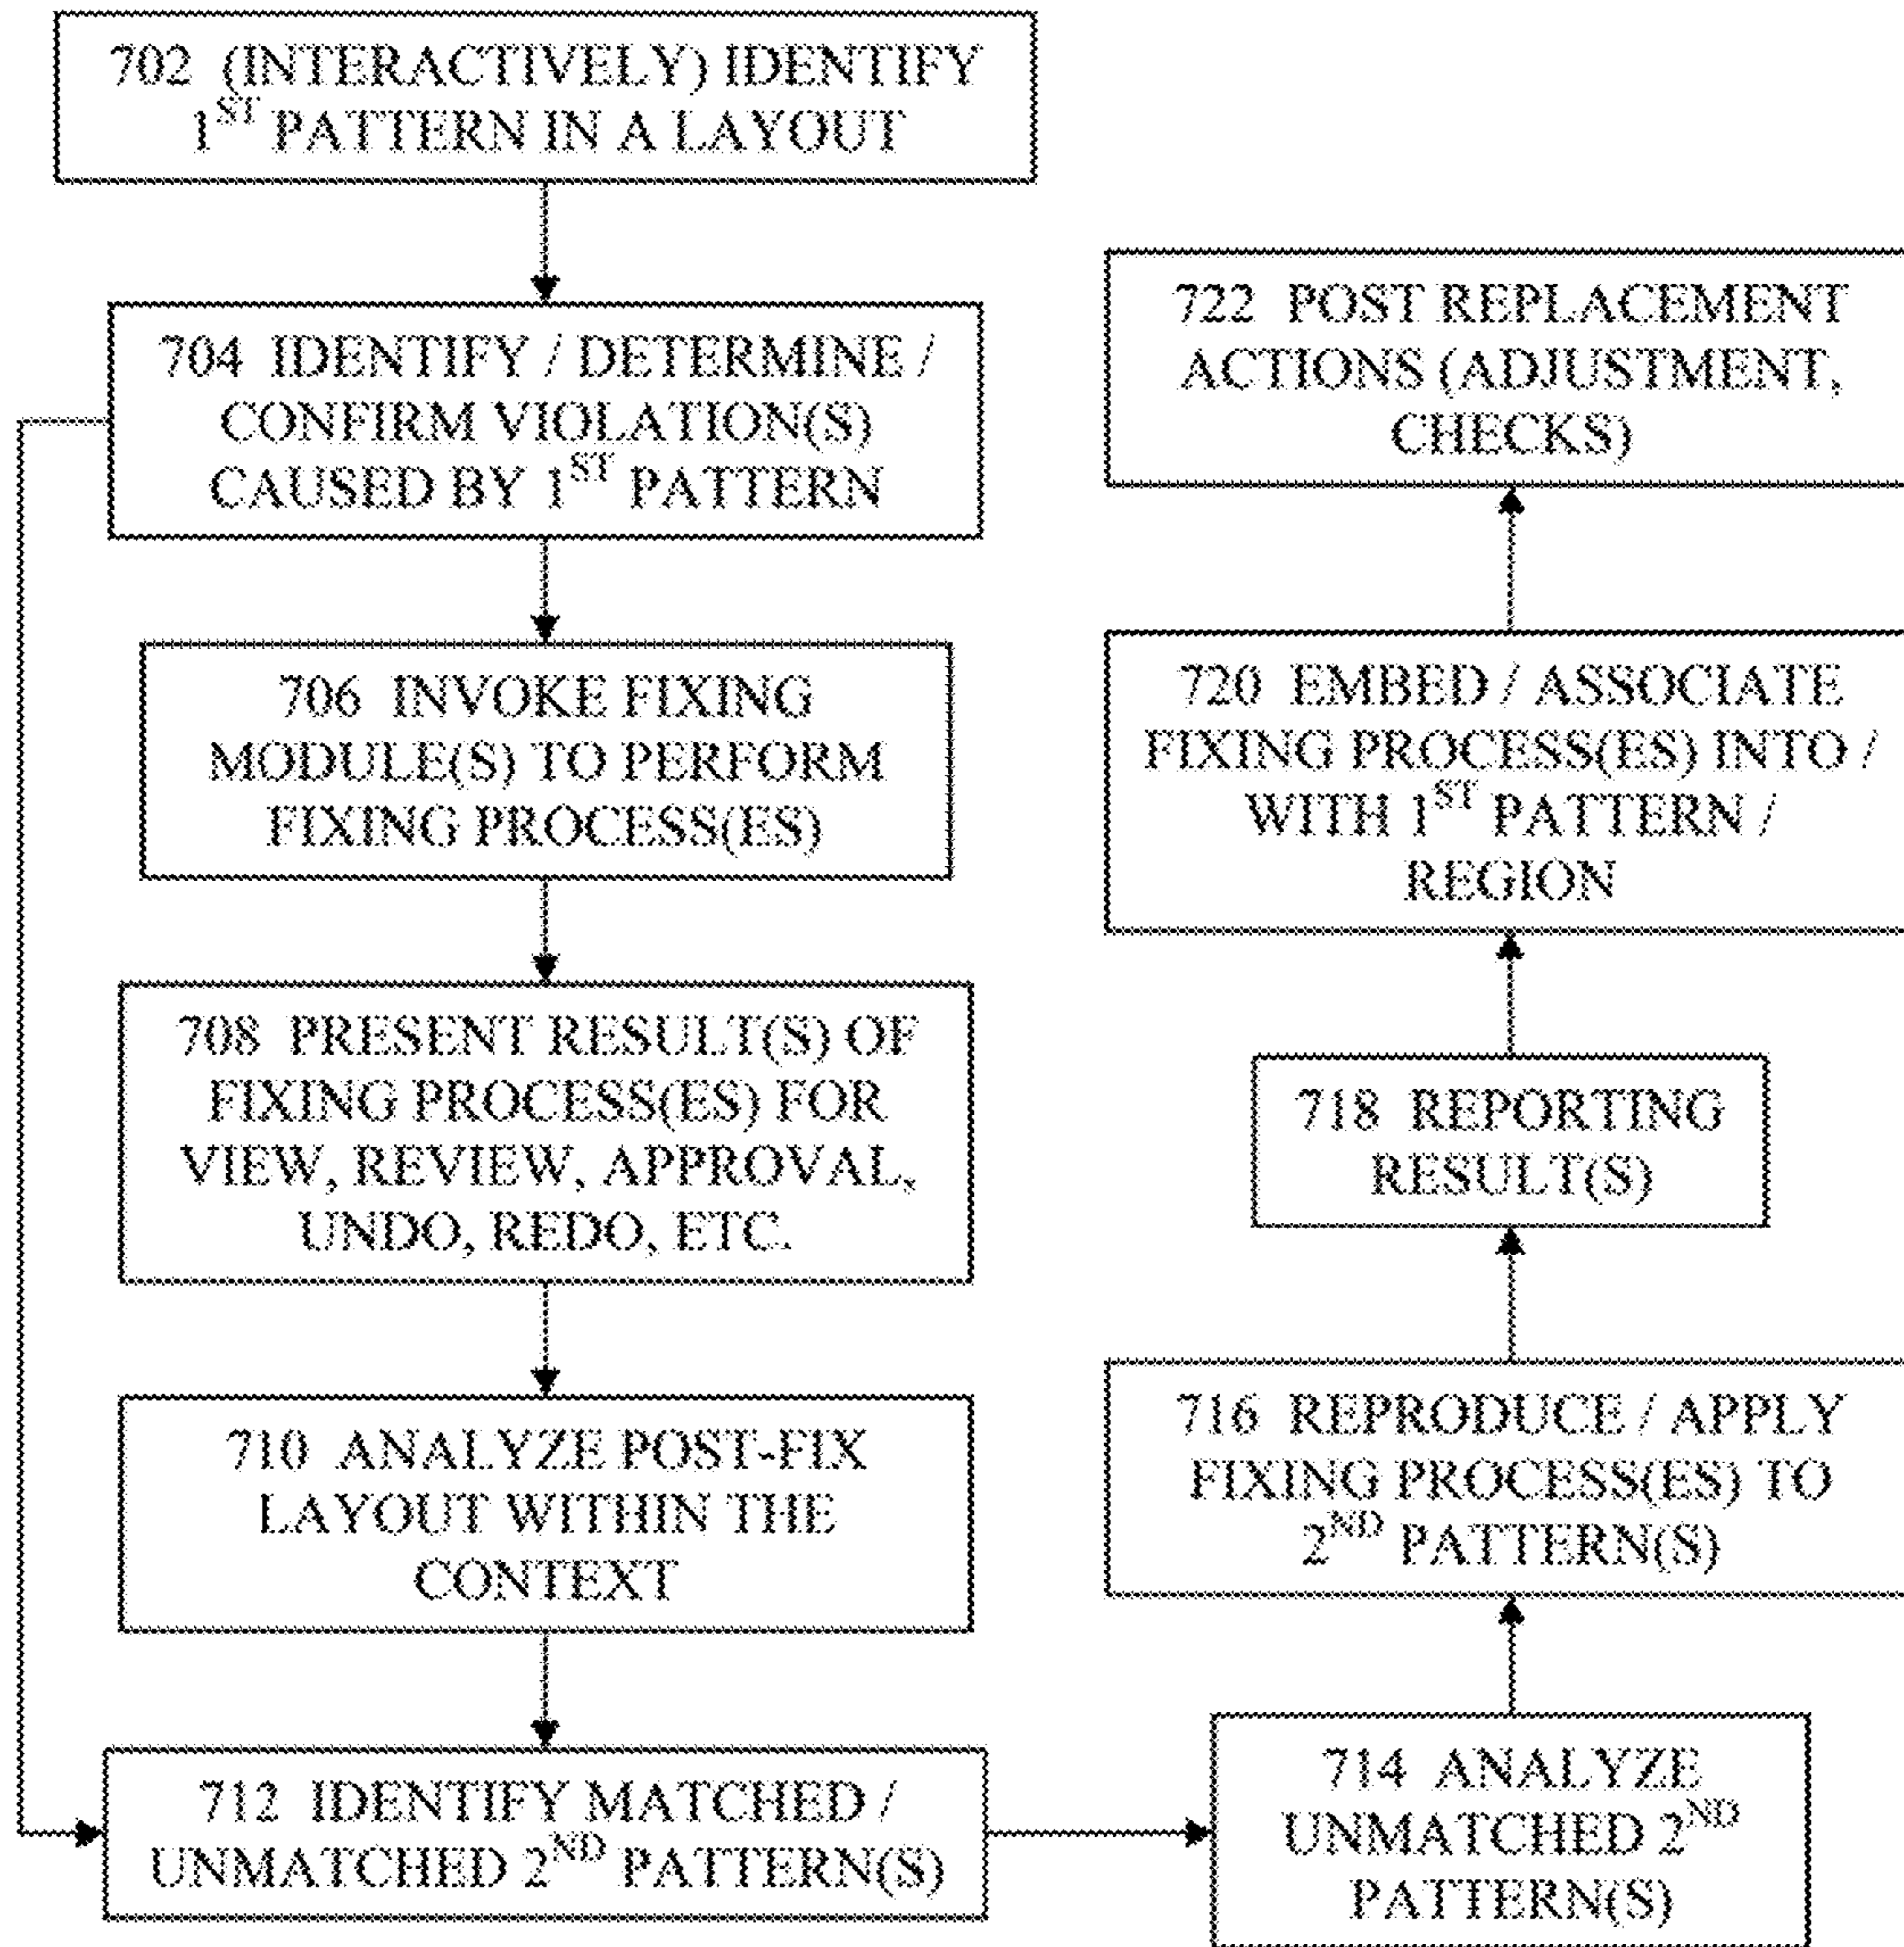 702 (INTERACTIVELY) IDENTIFY
1ST PATTERN IN A LAYOUT
704 IDENTIFY / DETERMINE /
CONFIRM VIOLATION(S)
CAUSED BY 1ST PATTERN
706 INVOKE FIXING
MODULE(S) TO PERFORM
FIXING PROCESS(ES)
708 PRESENT RESULT(S) OF
FIXING PROCESS(ES) FOR
VIEW, REVIEW, APPROVAL,
UNDO, REDO, ETC.
710 ANALYZE POST-FIX
LAYOUT WITHIN THE
CONTEXT
712 IDENTIFY MATCHED /
UNMATCHED 2ND PATTERN(S)
714 ANALYZE
UNMATCHED 2ND
PATTERN(S)
716 REPRODUCE / APPLY
FIXING PROCESS(ES) TO
2ND PATTERN(S)
718 REPORTING
RESULT(S)
720 EMBED / ASSOCIATE
FIXING PROCESS(ES) INTO /
WITH 1ST PATTERN /
REGION
722 POST REPLACEMENT
ACTIONS (ADJUSTMENT,
CHECKS)